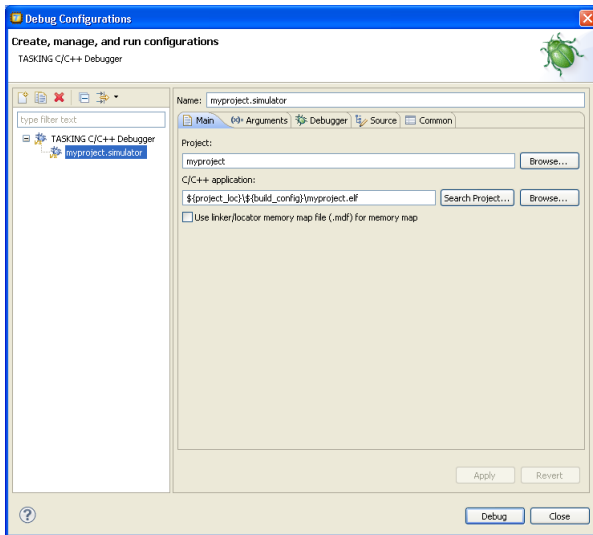 Debug Configurations
Create, manage, and run configurations
TASKING C/C++ Debugger
type filter text
TASKING C/C++ Debugger
myproject.simulator
Name: myproject.simulator
Main (x)= Arguments Debugger Source Common
Project:
myproject Browse...
C/C++ application:
${project_loc}\${build_config}\myproject.elf Search Project... Browse...
Use linker/locator memory map file (.mdf) for memory map
Apply Revert
? Debug Close